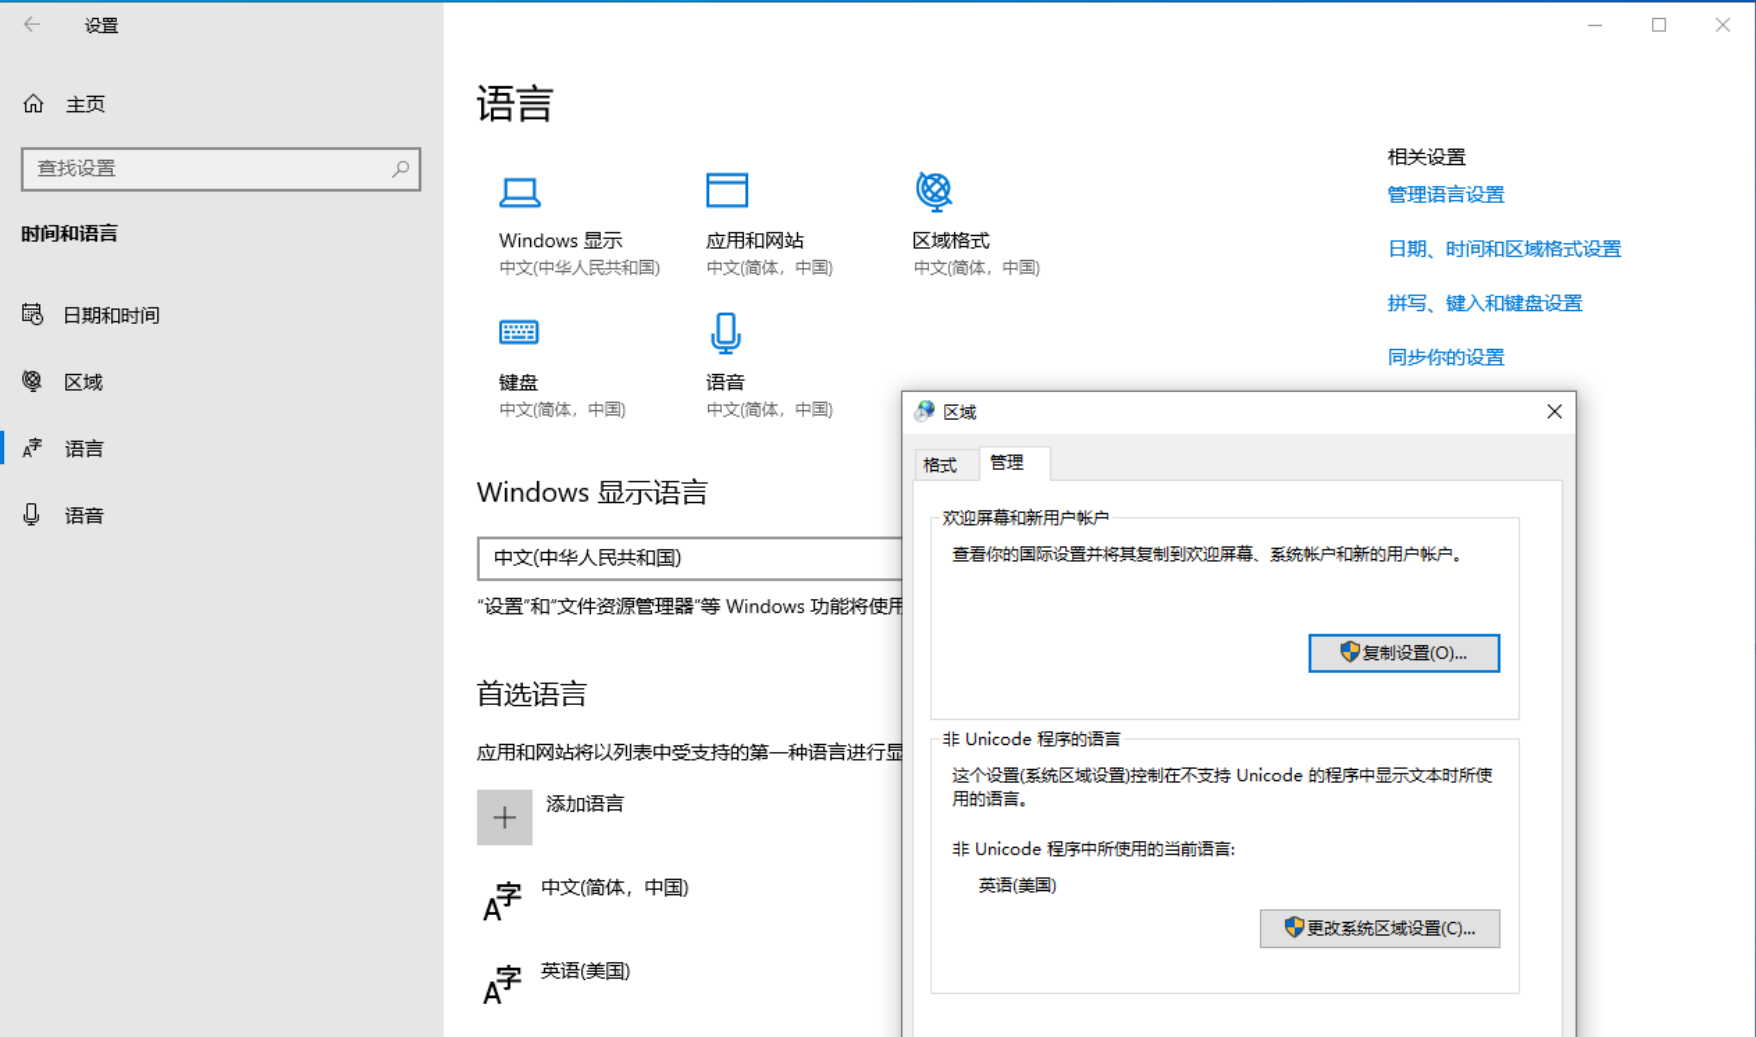 设置
主页
查找设置
时间和语言
日期和时间
区域
语言
语音
语言
Windows 显示
中文(中华人民共和国)
应用和网站
中文(简体，中国)
区域格式
中文(简体，中国)
键盘
中文(简体，中国)
语音
中文(简体，中国)
相关设置
管理语言设置
日期、时间和区域格式设置
拼写、键入和键盘设置
同步你的设置
Windows 显示语言
中文(中华人民共和国)
“设置”和“文件资源管理器”等 Windows 功能将使用
首选语言
应用和网站将以列表中受支持的第一种语言进行显
添加语言
中文(简体，中国)
英语(美国)
区域
格式
管理
欢迎屏幕和新用户帐户
查看你的国际设置并将其复制到欢迎屏幕、系统帐户和新的用户帐户。
复制设置(O)...
非 Unicode 程序的语言
这个设置(系统区域设置)控制在不支持 Unicode 的程序中显示文本时所使
用的语言。
非 Unicode 程序中所使用的当前语言:
英语(美国)
更改系统区域设置(C)...